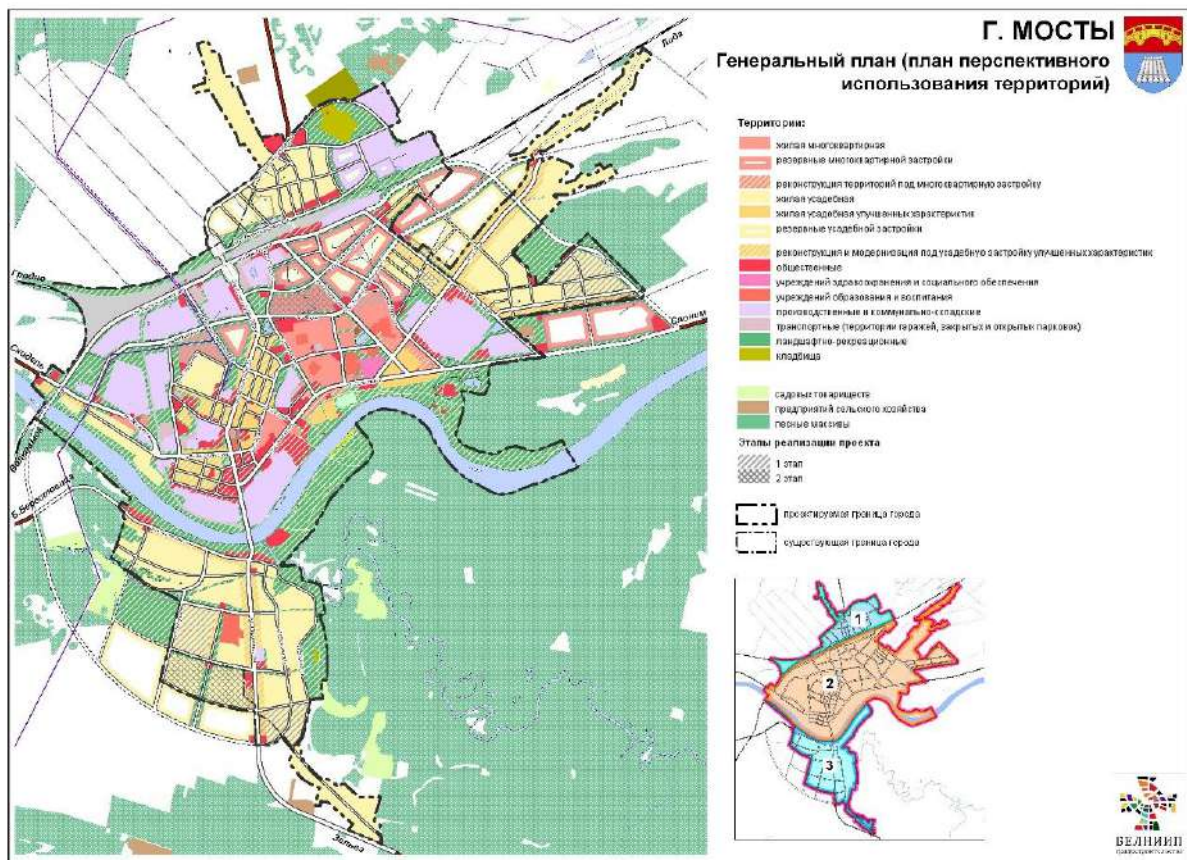 Г. МОСТЫ
Генеральный план (план перспективного
использования территорий)
Территории:
жилая многоквартирная
резервные многоквартирной застройки
реконструкция территорий под многоквартирную застройку
жилая усадебная
жилая усадебная улучшенных характеристик
резервные усадебной застройки
реконструкция и модернизация под усадебную застройку улучшенных характеристик
общественные
учреждений здравоохранения и социального обеспечения
учреждений образования и воспитания
производственные и коммунально-складские
транспортные (территории гаражей, закрытых и открытых парковок)
ландшафтно-рекреационные
кладбища
садовых товариществ
предприятий сельского хозяйства
лесные массивы
Этапы реализации проекта
1 этап
2 этап
проектируемая граница города
существующая граница города
Лида
Гродно
Слоним
Скидель
Волковыск
Б.Берестовица
Зельва
1
2
3
БЕЛНИИП
градостроительства